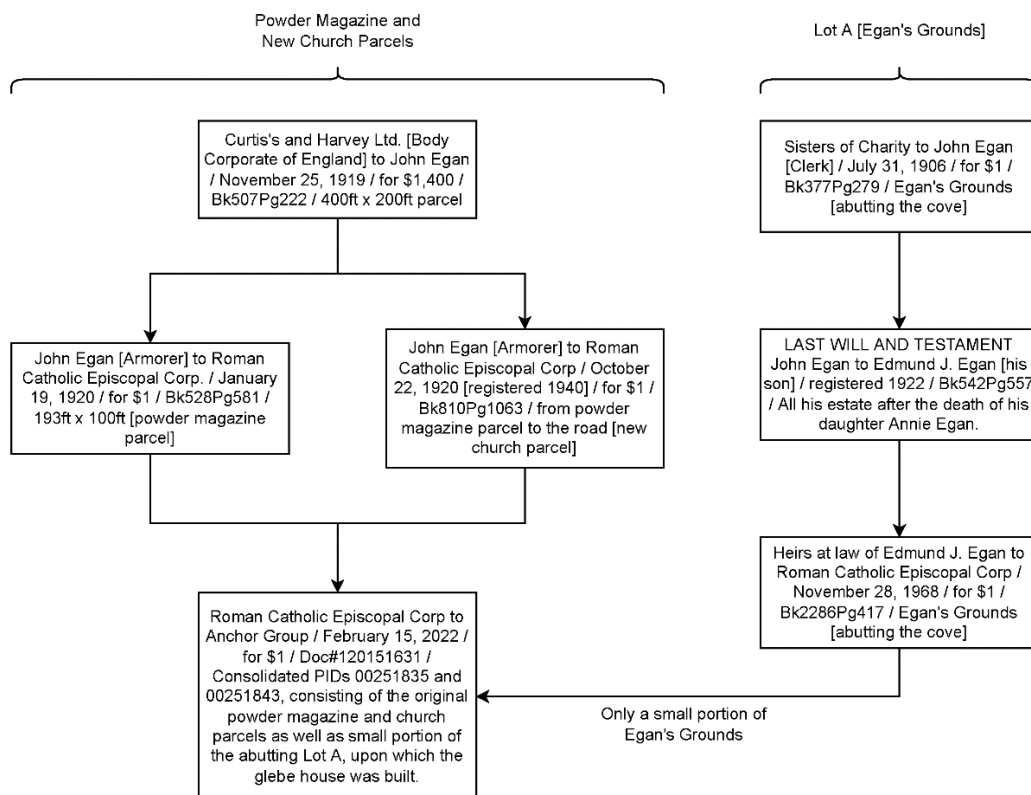 Powder Magazine and
New Church Parcels
Lot A [Egan's Grounds]
Curtis's and Harvey Ltd. [Body
Corporate of England] to John Egan
/ November 25, 1919 / for $1,400 /
Bk507Pg222 / 400ft x 200ft parcel
Sisters of Charity to John Egan
[Clerk] / July 31, 1906 / for $1 /
Bk377Pg279 / Egan's Grounds
[abutting the cove]
John Egan [Armorer] to Roman
Catholic Episcopal Corp. / January
19, 1920 / for $1 / Bk528Pg581 /
193ft x 100ft [powder magazine
parcel]
John Egan [Armorer] to Roman
Catholic Episcopal Corp / October
22, 1920 [registered 1940] / for $1 /
Bk810Pg1063 / from powder
magazine parcel to the road [new
church parcel]
LAST WILL AND TESTAMENT
John Egan to Edmund J. Egan [his
son] / registered 1922 / Bk542Pg557
/ All his estate after the death of his
daughter Annie Egan.
Roman Catholic Episcopal Corp to
Anchor Group / February 15, 2022 /
for $1 / Doc#120151631 /
Consolidated PIDs 00251835 and
00251843, consisting of the original
powder magazine and church
parcels as well as small portion of
the abutting Lot A, upon which the
glebe house was built.
Heirs at law of Edmund J. Egan to
Roman Catholic Episcopal Corp /
November 28, 1968 / for $1 /
Bk2286Pg417 / Egan's Grounds
[abutting the cove]
Only a small portion of
Egan's Grounds